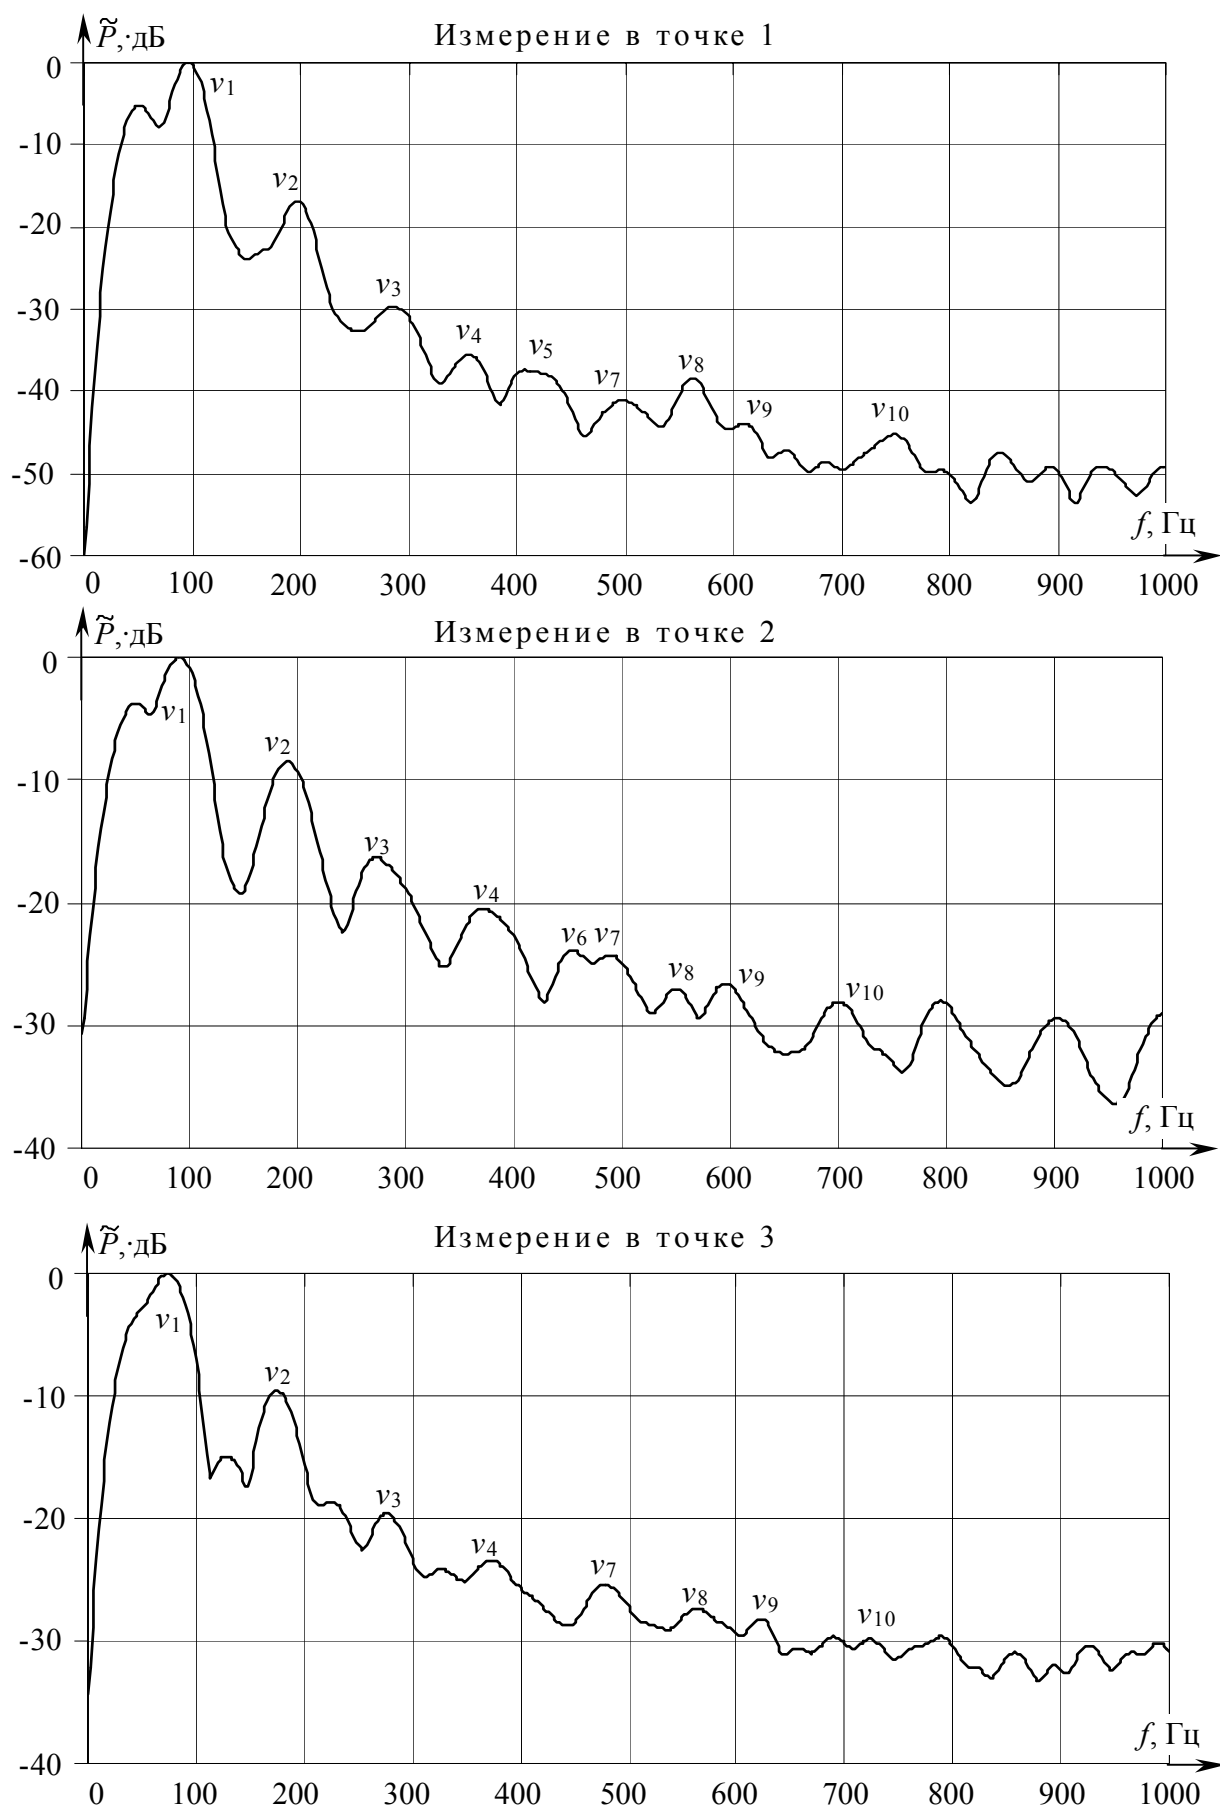 P̃,·дБ Измерение в точке 1
0
v1
-10
v2
-20
v3
-30
v4 v5
v7 v8
-40
v9 v10
-50
f, Гц
-60
0 100 200 300 400 500 600 700 800 900 1000
P̃,·дБ Измерение в точке 2
0
v1
v2
-10
v3
v4
-20
v6 v7
v8 v9 v10
-30
f, Гц
-40
0 100 200 300 400 500 600 700 800 900 1000
P̃,·дБ Измерение в точке 3
0
v1
v2
-10
v3
-20
v4
v7
v8 v9 v10
-30
f, Гц
-40
0 100 200 300 400 500 600 700 800 900 1000